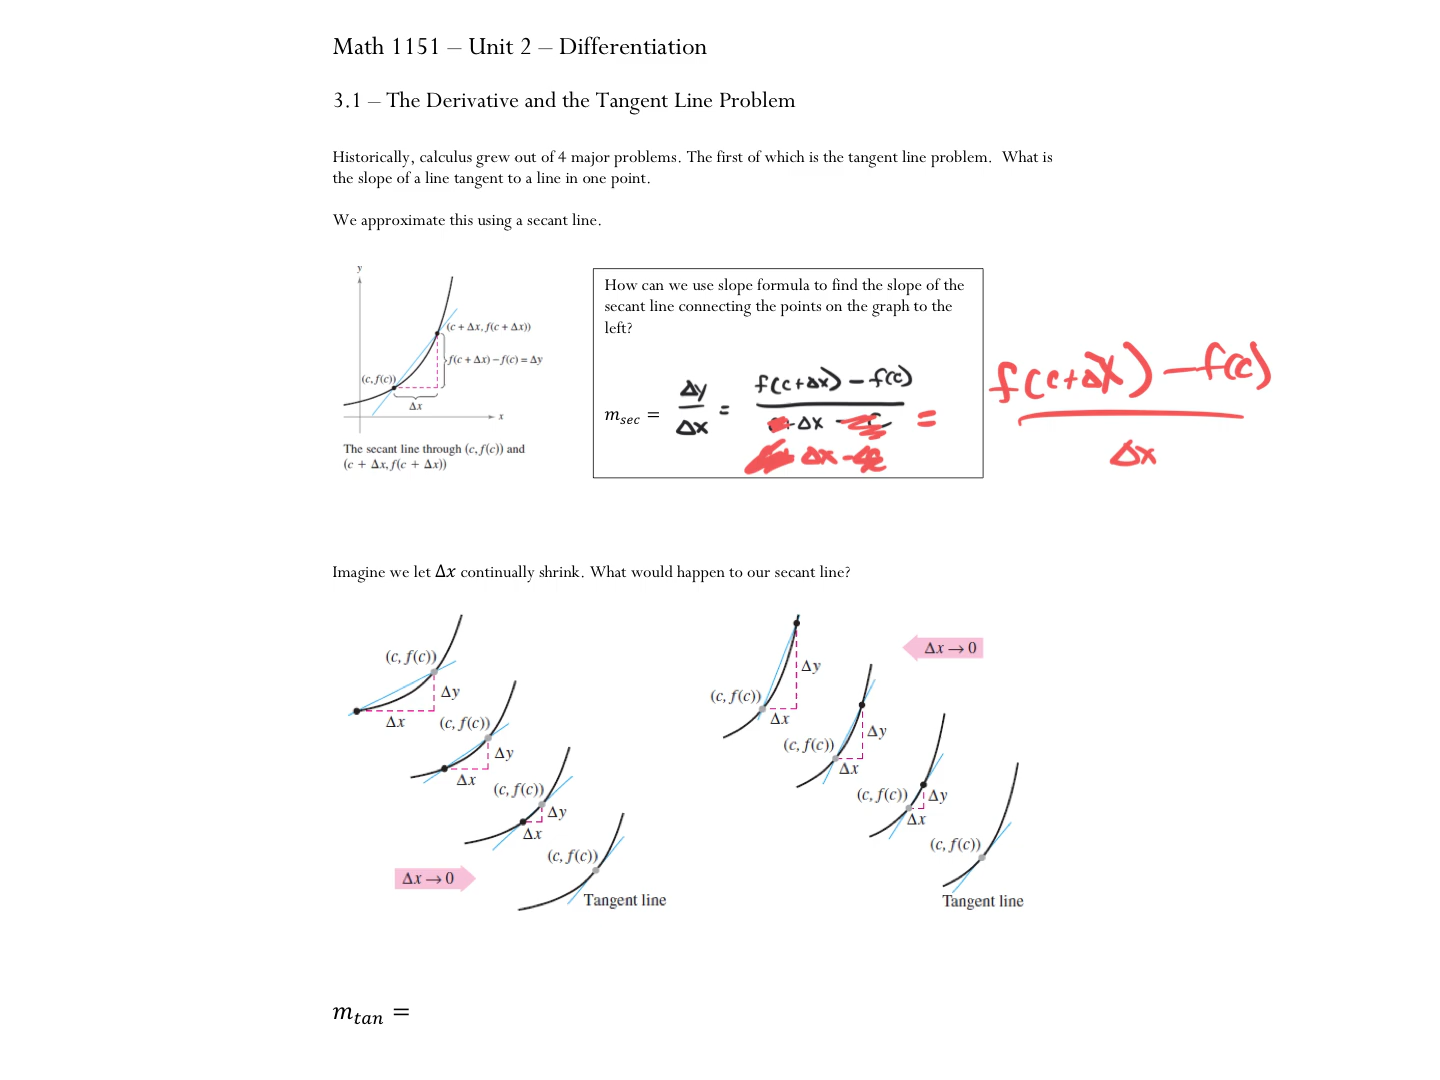 Math 1151 – Unit 2 – Differentiation
3.1 – The Derivative and the Tangent Line Problem
Historically, calculus grew out of 4 major problems. The first of which is the tangent line problem.  What is
the slope of a line tangent to a line in one point.
We approximate this using a secant line.
y
(c + Δx, f(c + Δx))
f(c + Δx) − f(c) = Δy
(c, f(c))
Δx
x
The secant line through (c, f(c)) and
(c + Δx, f(c + Δx))
How can we use slope formula to find the slope of the
secant line connecting the points on the graph to the
left?
m_sec = Δy/Δx = f(c+Δx) − f(c)
Δx
Δx
= f(c+Δx) − f(c)
Δx
Imagine we let Δx continually shrink. What would happen to our secant line?
(c, f(c))
Δy
Δx
(c, f(c))
Δy
Δx
(c, f(c))
Δy
Δx
(c, f(c))
Δx → 0
Tangent line
Δx → 0
Δy
(c, f(c))
Δx
Δy
(c, f(c))
Δx
(c, f(c))
Δy
Δx
(c, f(c))
Tangent line
m_tan =